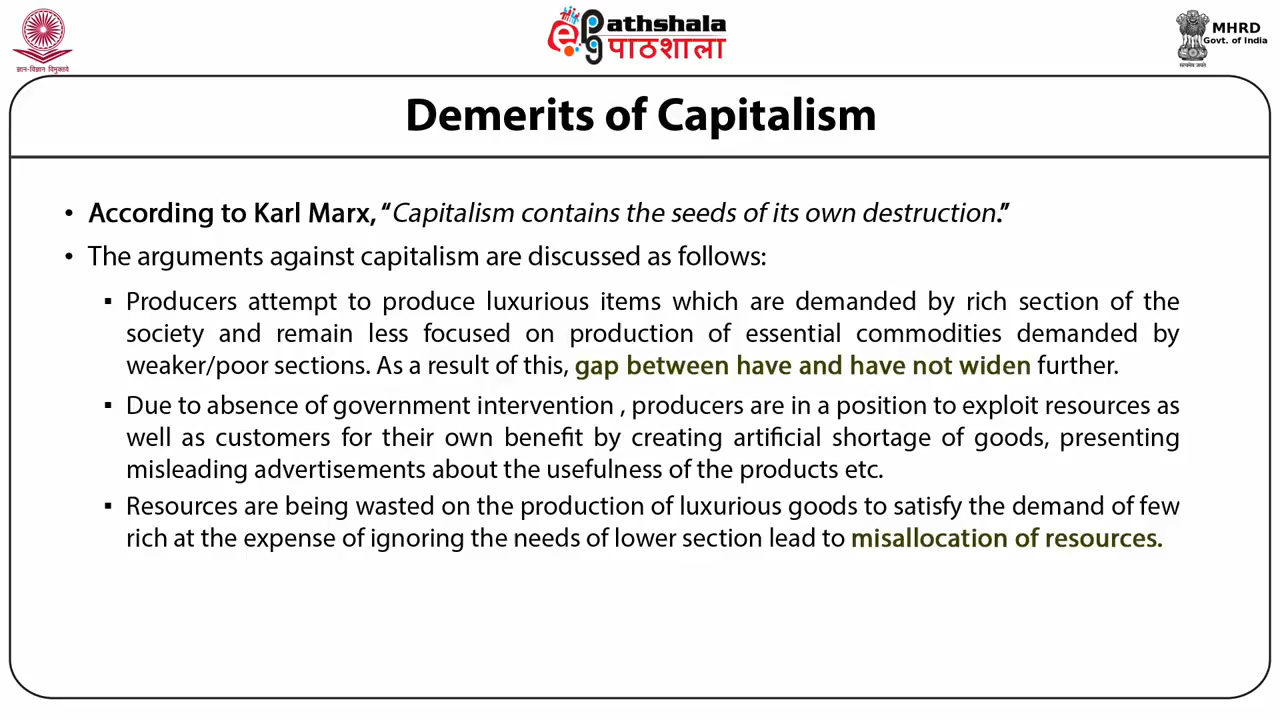 ज्ञान-विज्ञान विमुक्तये
epg Pathshala
पाठशाला
सत्यमेव जयते
MHRD
Govt. of India
Demerits of Capitalism
• According to Karl Marx, “Capitalism contains the seeds of its own destruction.”
• The arguments against capitalism are discussed as follows:
▪ Producers attempt to produce luxurious items which are demanded by rich section of the
society and remain less focused on production of essential commodities demanded by
weaker/poor sections. As a result of this, gap between have and have not widen further.
▪ Due to absence of government intervention , producers are in a position to exploit resources as
well as customers for their own benefit by creating artificial shortage of goods, presenting
misleading advertisements about the usefulness of the products etc.
▪ Resources are being wasted on the production of luxurious goods to satisfy the demand of few
rich at the expense of ignoring the needs of lower section lead to misallocation of resources.